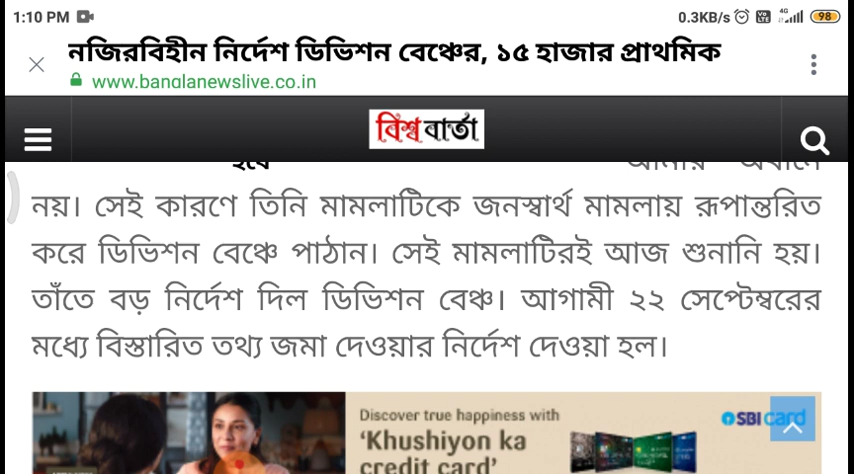 1:10 PM
0.3KB/s 4G 98
নজিরবিহীন নির্দেশ ডিভিশন বেঞ্চের, ১৫ হাজার প্রাথমিক
www.banglanewslive.co.in
বিশ্ববার্তা
নয়। সেই কারণে তিনি মামলাটিকে জনস্বার্থ মামলায় রূপান্তরিত
করে ডিভিশন বেঞ্চে পাঠান। সেই মামলাটিরই আজ শুনানি হয়।
তাঁতে বড় নির্দেশ দিল ডিভিশন বেঞ্চ। আগামী ২২ সেপ্টেম্বরের
মধ্যে বিস্তারিত তথ্য জমা দেওয়ার নির্দেশ দেওয়া হল।
Discover true happiness with
SBI card
‘Khushiyon ka
credit card’